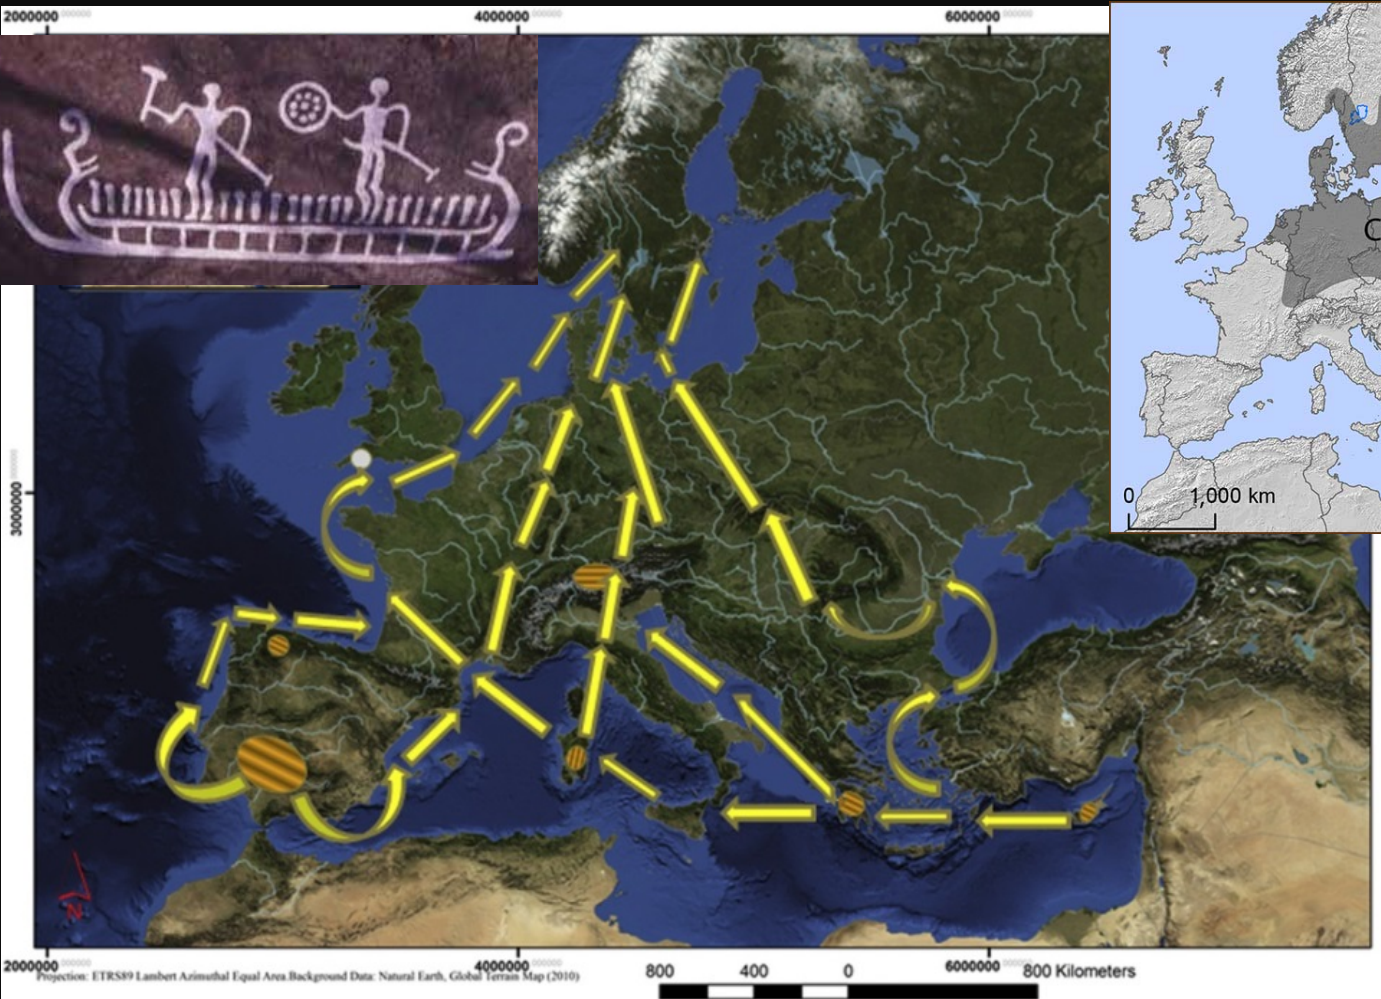 2000000
4000000
6000000
3000000
0 1,000 km
N
2000000
4000000
6000000
Projection: ETRS89 Lambert Azimuthal Equal Area.Background Data: Natural Earth, Global Terrain Map (2010)
800 400 0 800 Kilometers